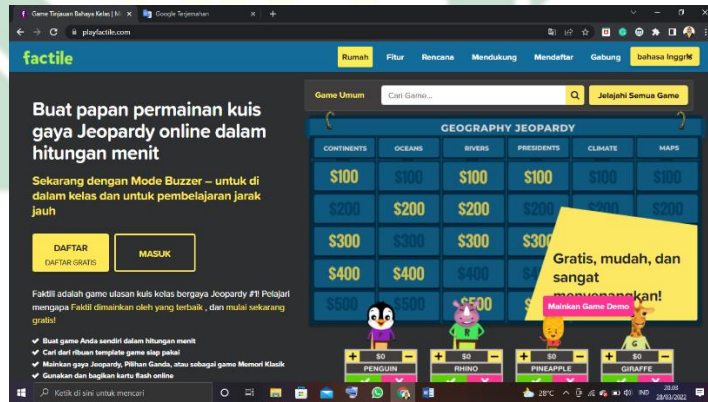 Game Tinjauan Bahaya Kelas | M
Google Terjemahan
playfactile.com
factile
Rumah
Fitur
Rencana
Mendukung
Mendaftar
Gabung
bahasa Inggris
Game Umum
Cari Game...
Jelajahi Semua Game
Buat papan permainan kuis
gaya Jeopardy online dalam
hitungan menit
Sekarang dengan Mode Buzzer – untuk di
dalam kelas dan untuk pembelajaran jarak
jauh
DAFTAR
DAFTAR GRATIS
MASUK
Faktili adalah game ulasan kuis kelas bergaya Jeopardy #1! Pelajari
mengapa Faktil dimainkan oleh yang terbaik , dan mulai sekarang
gratis!
Buat game Anda sendiri dalam hitungan menit
Cari dari ribuan template game siap pakai
Mainkan gaya Jeopardy, Pilihan Ganda, atau sebagai game Memori Klasik
Gunakan dan bagikan kartu flash online
GEOGRAPHY JEOPARDY
CONTINENTS OCEANS RIVERS PRESIDENTS CLIMATE MAPS
$100 $100 $100 $100 $100 $100
$200 $200 $200 $200 $200 $200
$300 $300 $300 $300
$400 $400 $400
$500 $500 $500
Gratis, mudah, dan
sangat
menyenangkan!
Mainkan Game Demo
R
G
$0 $0 $0 $0
PENGUIN RHINO PINEAPPLE GIRAFFE
Ketik di sini untuk mencari
28°C
IND
20.03
28/03/2022